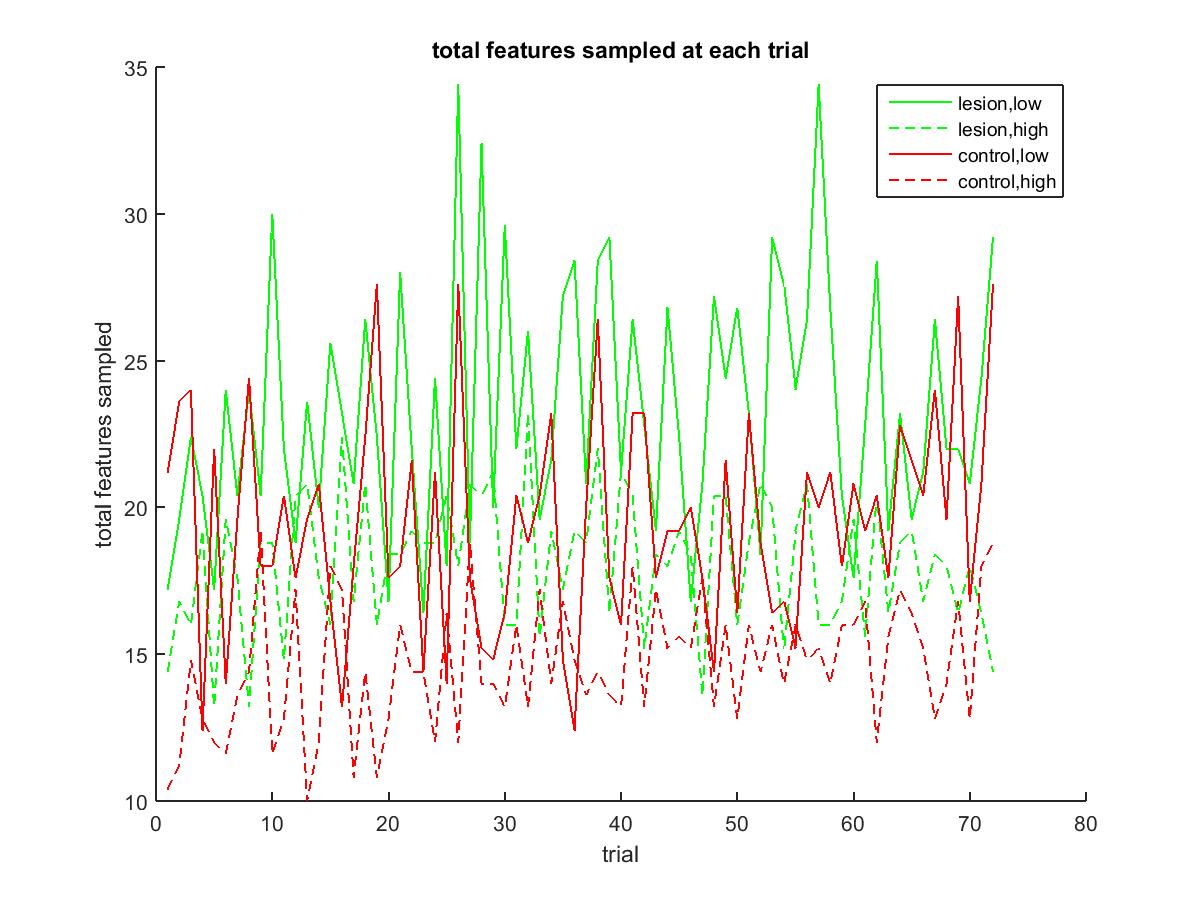 total features sampled at each trial
35
30
25
20
15
10
total features sampled
0 10 20 30 40 50 60 70 80
trial
lesion,low
lesion,high
control,low
control,high